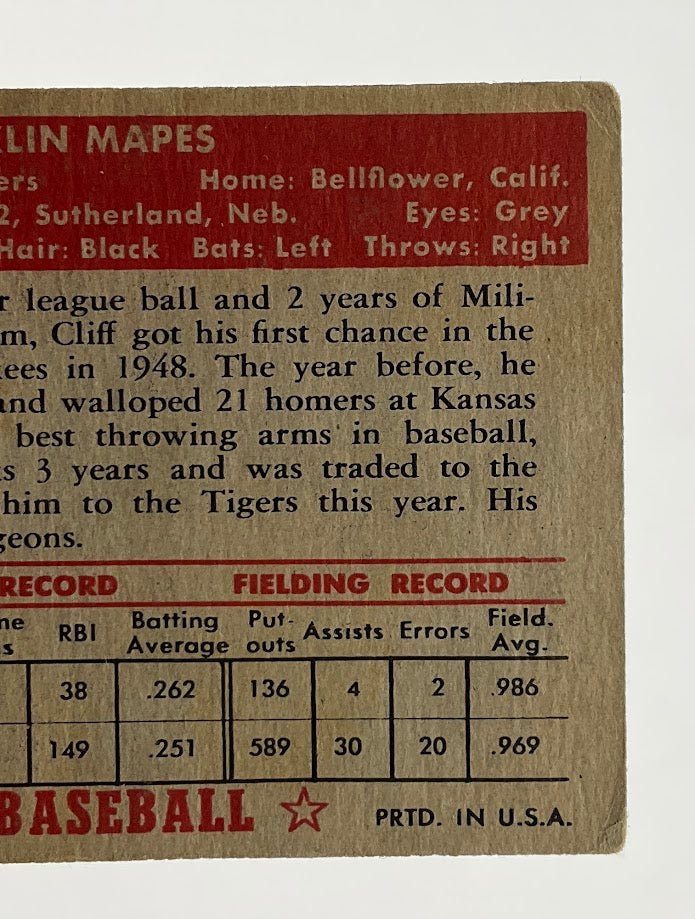 LIN MAPES
ers Home: Bellflower, Calif.
2, Sutherland, Neb. Eyes: Grey
Hair: Black Bats: Left Throws: Right
r league ball and 2 years of Mili-
m, Cliff got his first chance in the
ees in 1948. The year before, he
and walloped 21 homers at Kansas
best throwing arms in baseball,
s 3 years and was traded to the
him to the Tigers this year. His
geons.
RECORD FIELDING RECORD
ne RBI Batting Put- Assists Errors Field.
s Average outs Avg.
38 .262 136 4 2 .986
149 .251 589 30 20 .969
BASEBALL PRTD. IN U.S.A.